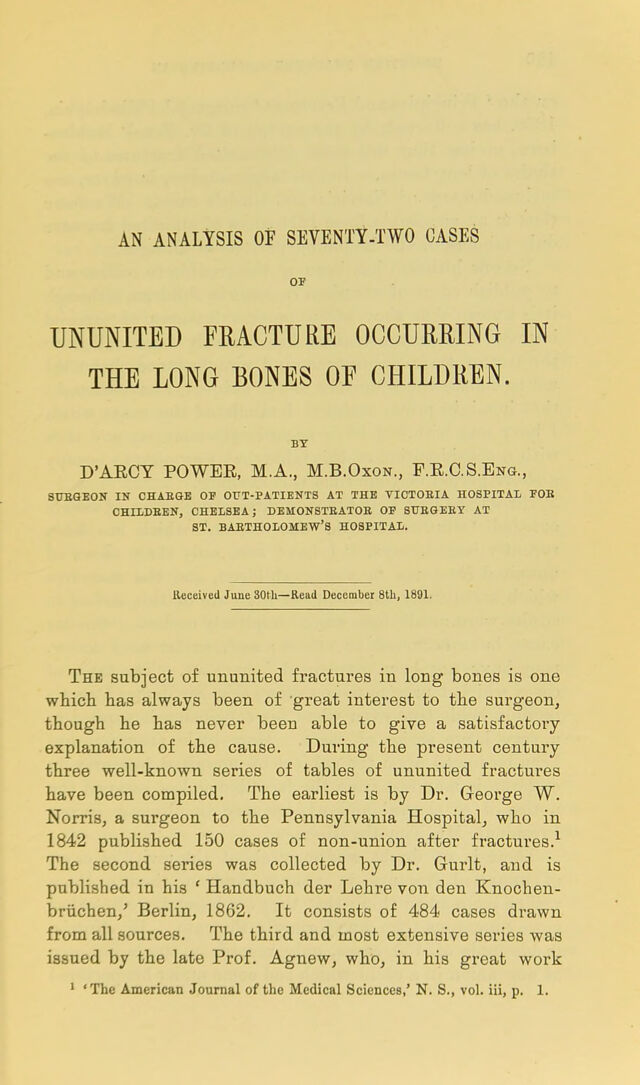 AN ANALYSIS OF SEVENTY-TWO CASES
OF
UNUNITED FRACTURE OCCURRING IN
THE LONG BONES OF CHILDREN.
BY
D'ARCY POWER, M.A., M.B.OXON., F.R.C.S.ENG.,
SURGEON IN CHARGE OF OUT-PATIENTS AT THE VICTORIA HOSPITAL FOR
CHILDREN, CHELSEA; DEMONSTRATOR OF SURGERY AT
ST. BARTHOLOMEW'S HOSPITAL.
Received June 30th—Read December 8th, 1891.
THE subject of ununited fractures in long bones is one
which has always been of great interest to the surgeon,
though he has never been able to give a satisfactory
explanation of the cause. During the present century
three well-known series of tables of ununited fractures
have been compiled. The earliest is by Dr. George W.
Norris, a surgeon to the Pennsylvania Hospital, who in
1842 published 150 cases of non-union after fractures.¹
The second series was collected by Dr. Gurlt, and is
published in his ‘Handbuch der Lehre von den Knochen-
brüchen,’ Berlin, 1862. It consists of 484 cases drawn
from all sources. The third and most extensive series was
issued by the late Prof. Agnew, who, in his great work
¹ ‘The American Journal of the Medical Sciences,’ N. S., vol. iii, p. 1.